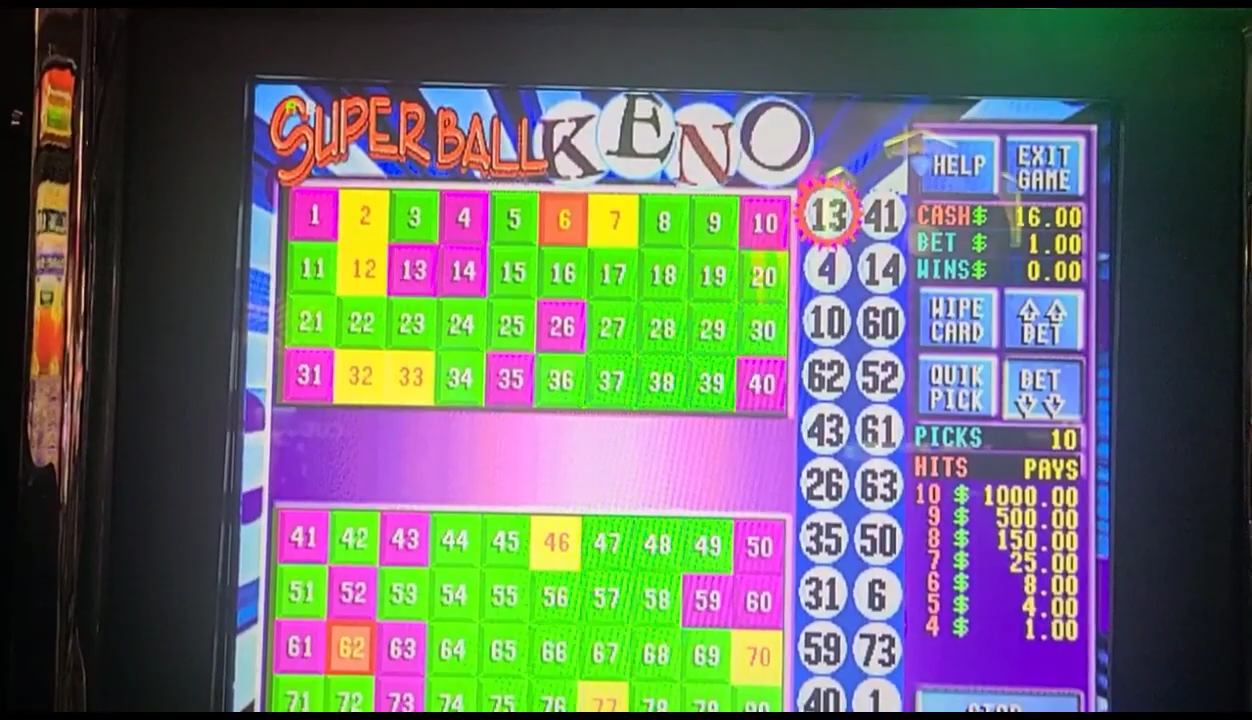 SUPERBALL KENO
1 2 3 4 5 6 7 8 9 10
11 12 13 14 15 16 17 18 19 20
21 22 23 24 25 26 27 28 29 30
31 32 33 34 35 36 37 38 39 40
41 42 43 44 45 46 47 48 49 50
51 52 53 54 55 56 57 58 59 60
61 62 63 64 65 66 67 68 69 70
71 72 73 74 75 76 77 78 79 80
13 41
4 14
10 60
62 52
43 61
26 63
35 50
31 6
59 73
40 1
HELP
EXIT
GAME
CASH$ 16.00
BET $ 1.00
WINS$ 0.00
WIPE
CARD
BET
QUIK
PICK
BET
PICKS 10
HITS PAYS
10 $ 1000.00
9 $ 500.00
8 $ 150.00
7 $ 25.00
6 $ 8.00
5 $ 4.00
4 $ 1.00